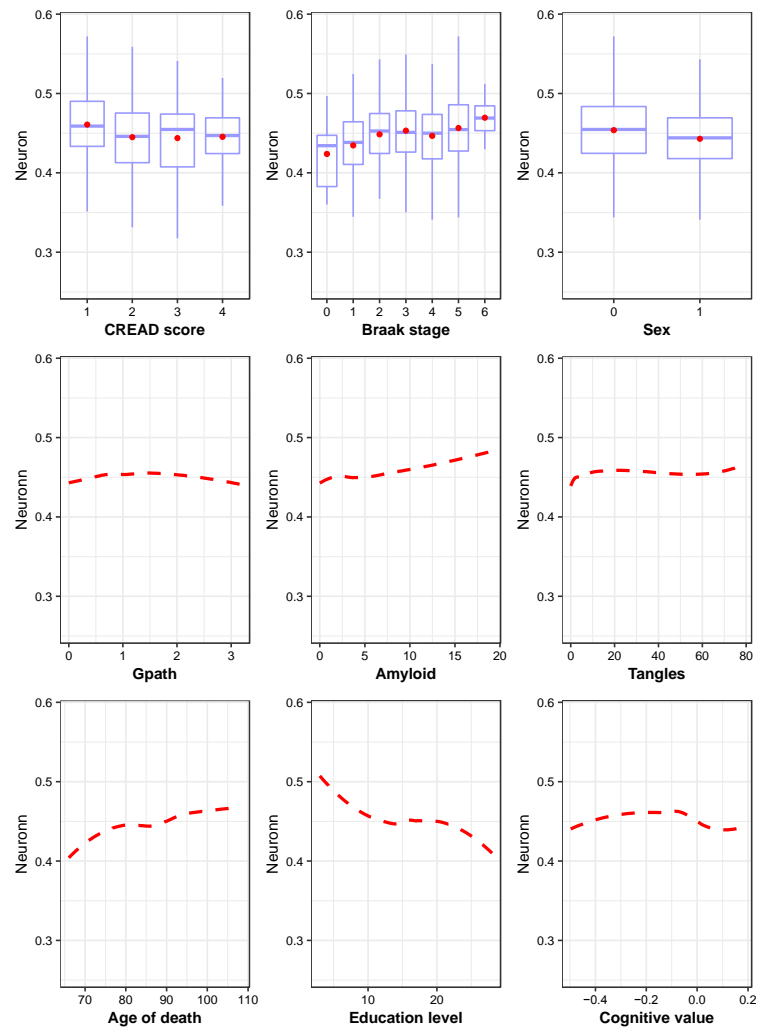 0.6
0.5
0.4
0.3
Neuron
1 2 3 4
CREAD score
0.6
0.5
0.4
0.3
Neuron
0 1 2 3 4 5 6
Braak stage
0.6
0.5
0.4
0.3
Neuron
0 1
Sex
0.6
0.5
0.4
0.3
Neuronn
0 1 2 3
Gpath
0.6
0.5
0.4
0.3
Neuronn
0 5 10 15 20
Amyloid
0.6
0.5
0.4
0.3
Neuronn
0 20 40 60 80
Tangles
0.6
0.5
0.4
0.3
Neuronn
70 80 90 100 110
Age of death
0.6
0.5
0.4
0.3
Neuronn
10 20
Education level
0.6
0.5
0.4
0.3
Neuronn
−0.4 −0.2 0.0 0.2
Cognitive value